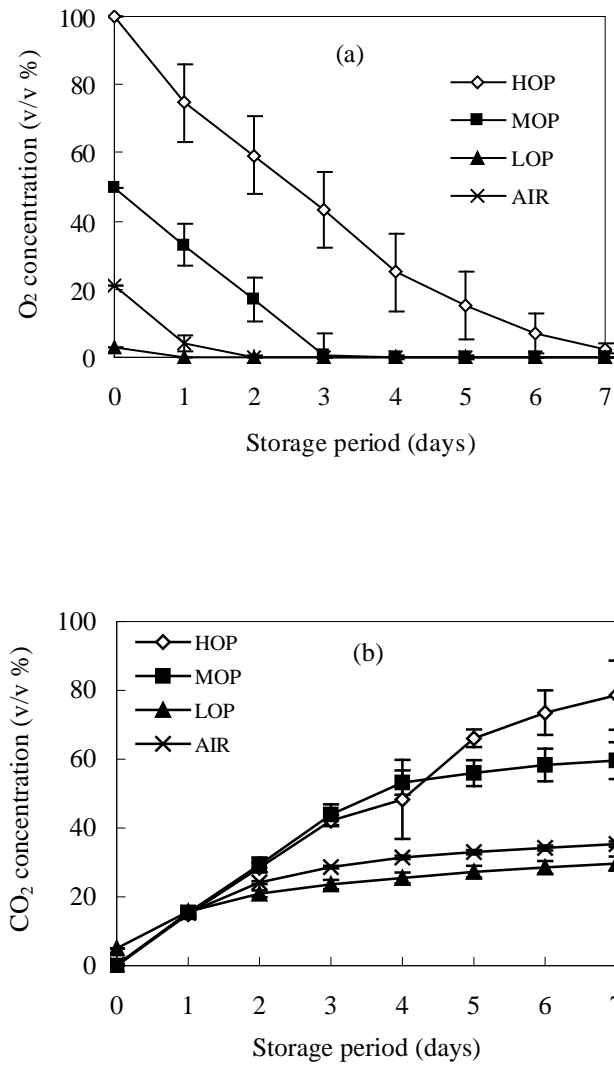 100
80
60
40
20
0
O₂ concentration (v/v %)
(a)
HOP
MOP
LOP
AIR
0 1 2 3 4 5 6 7
Storage period (days)
100
80
60
40
20
0
CO₂ concentration (v/v %)
HOP
MOP
LOP
AIR
(b)
0 1 2 3 4 5 6 7
Storage period (days)